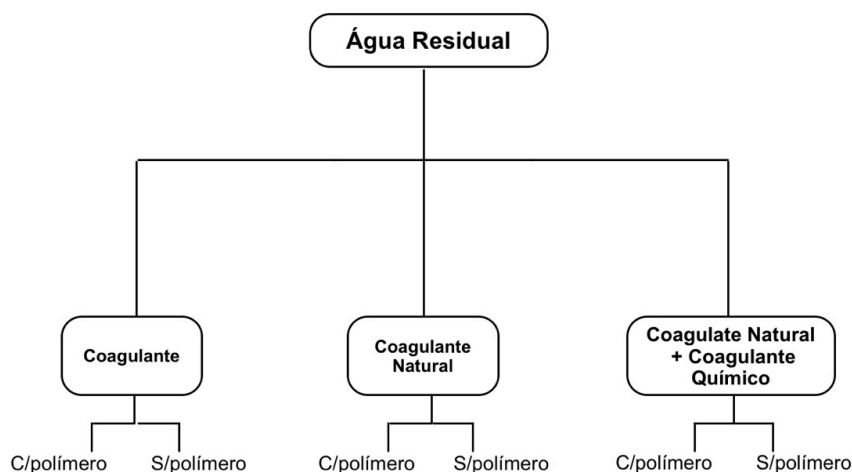 Água Residual
Coagulante
Coagulante
Natural
Coagulate Natural
+ Coagulante
Químico
C/polímero
S/polímero
C/polímero
S/polímero
C/polímero
S/polímero